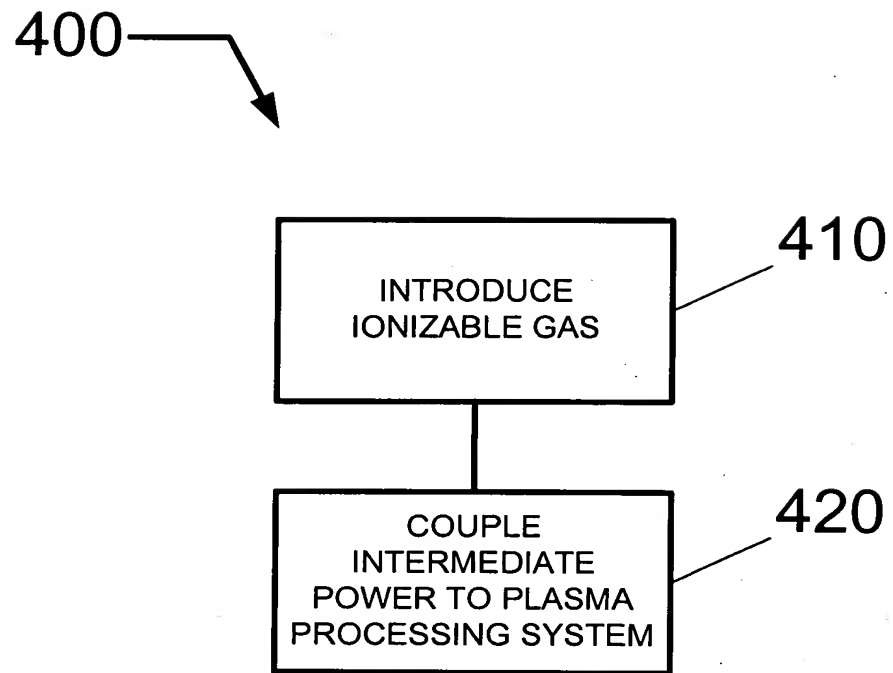 400
INTRODUCE
IONIZABLE GAS
410
COUPLE
INTERMEDIATE
POWER TO PLASMA
PROCESSING SYSTEM
420